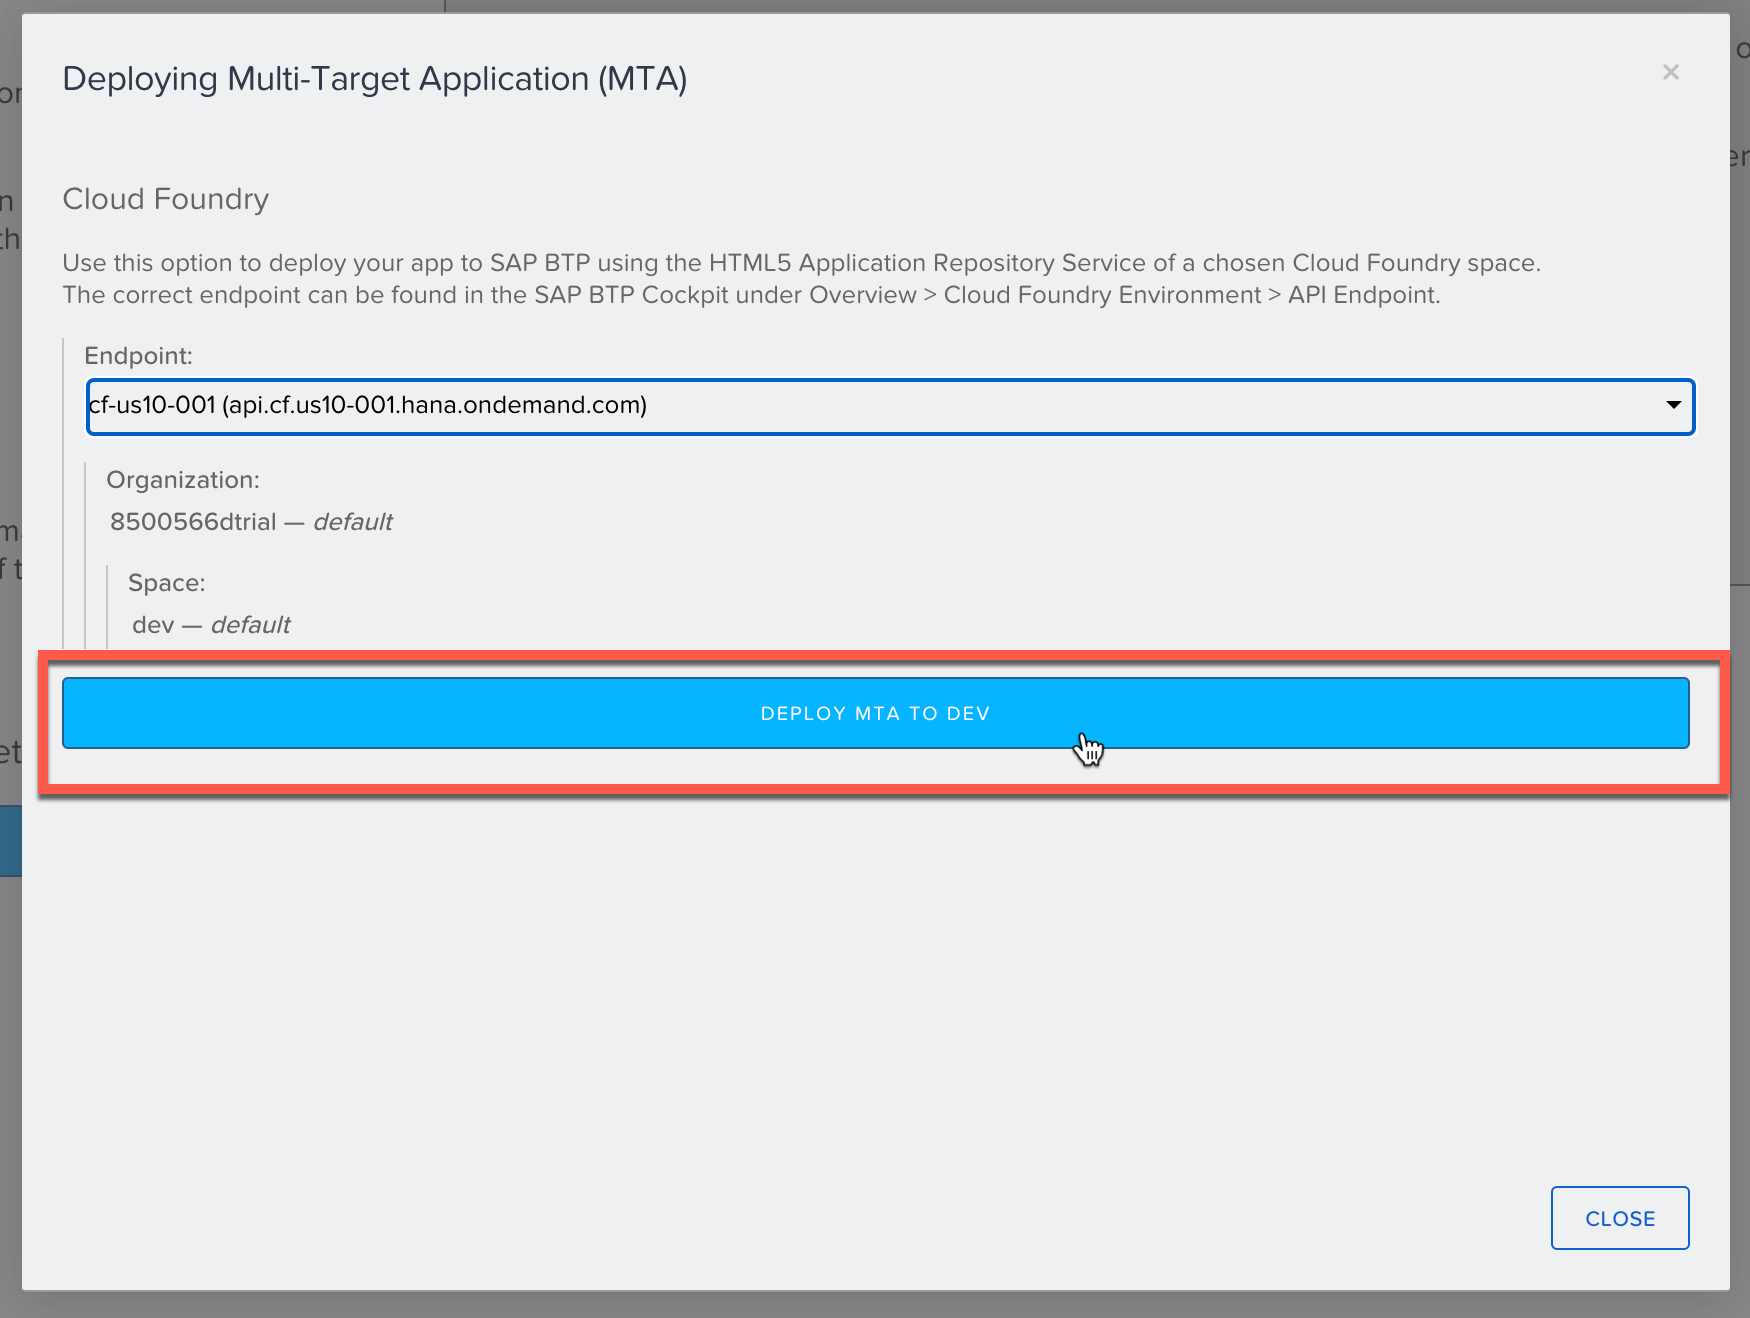 Deploying Multi-Target Application (MTA)
×
Cloud Foundry
Use this option to deploy your app to SAP BTP using the HTML5 Application Repository Service of a chosen Cloud Foundry space.
The correct endpoint can be found in the SAP BTP Cockpit under Overview > Cloud Foundry Environment > API Endpoint.
Endpoint:
cf-us10-001 (api.cf.us10-001.hana.ondemand.com)
Organization:
8500566dtrial — default
Space:
dev — default
DEPLOY MTA TO DEV
CLOSE